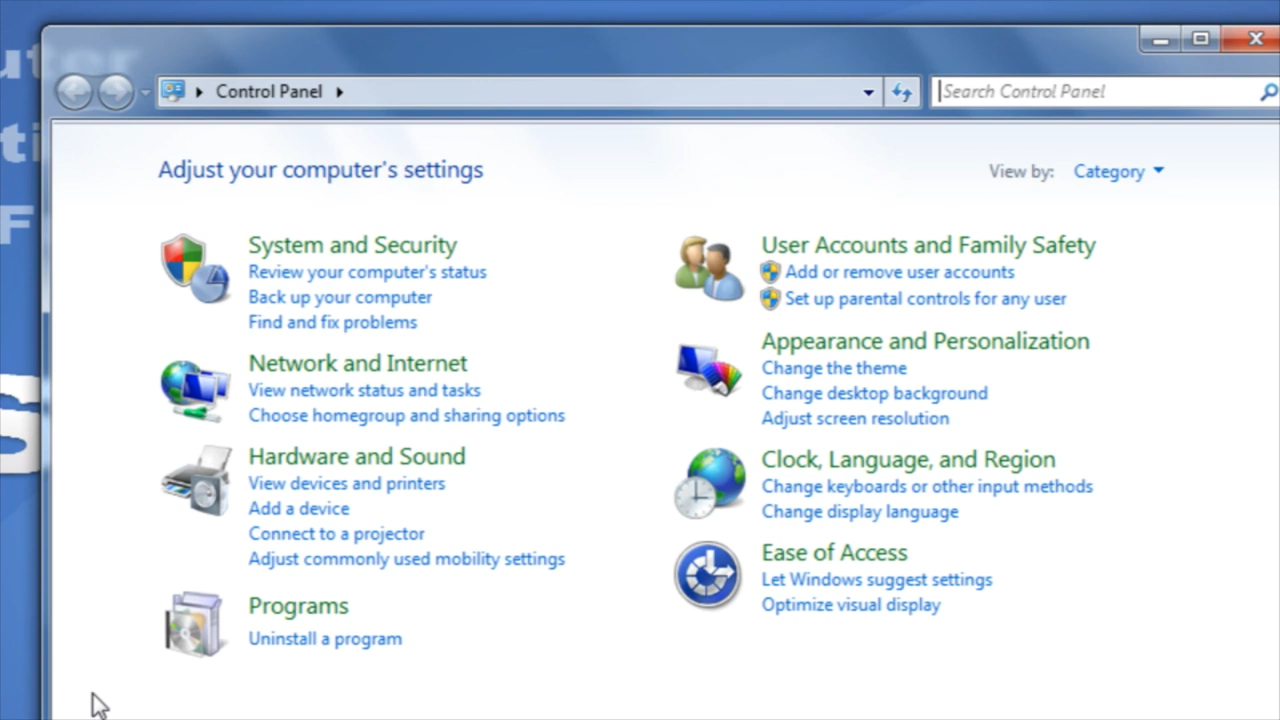 Control Panel
Search Control Panel
Adjust your computer's settings
View by: Category
System and Security
Review your computer's status
Back up your computer
Find and fix problems
Network and Internet
View network status and tasks
Choose homegroup and sharing options
Hardware and Sound
View devices and printers
Add a device
Connect to a projector
Adjust commonly used mobility settings
Programs
Uninstall a program
User Accounts and Family Safety
Add or remove user accounts
Set up parental controls for any user
Appearance and Personalization
Change the theme
Change desktop background
Adjust screen resolution
Clock, Language, and Region
Change keyboards or other input methods
Change display language
Ease of Access
Let Windows suggest settings
Optimize visual display